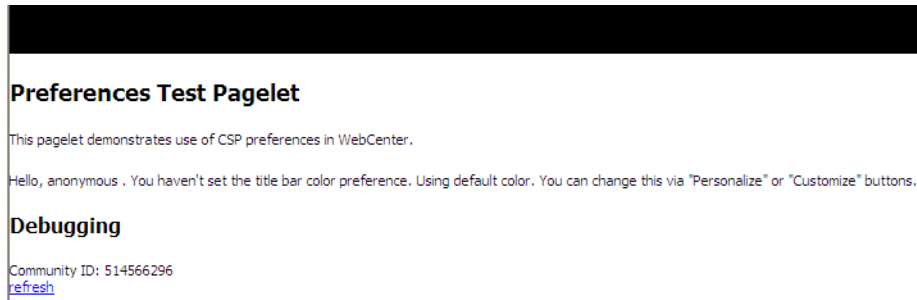 Preferences Test Pagelet
This pagelet demonstrates use of CSP preferences in WebCenter.
Hello, anonymous . You haven't set the title bar color preference. Using default color. You can change this via "Personalize" or "Customize" buttons.
Debugging
Community ID: 514566296
refresh